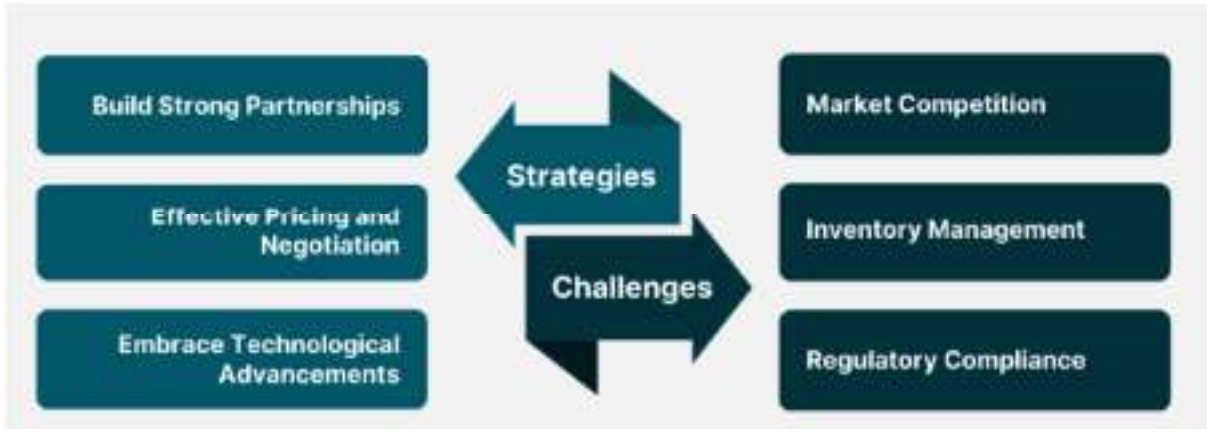 Build Strong Partnerships
Effective Pricing and
Negotiation
Embrace Technological
Advancements
Strategies
Challenges
Market Competition
Inventory Management
Regulatory Compliance